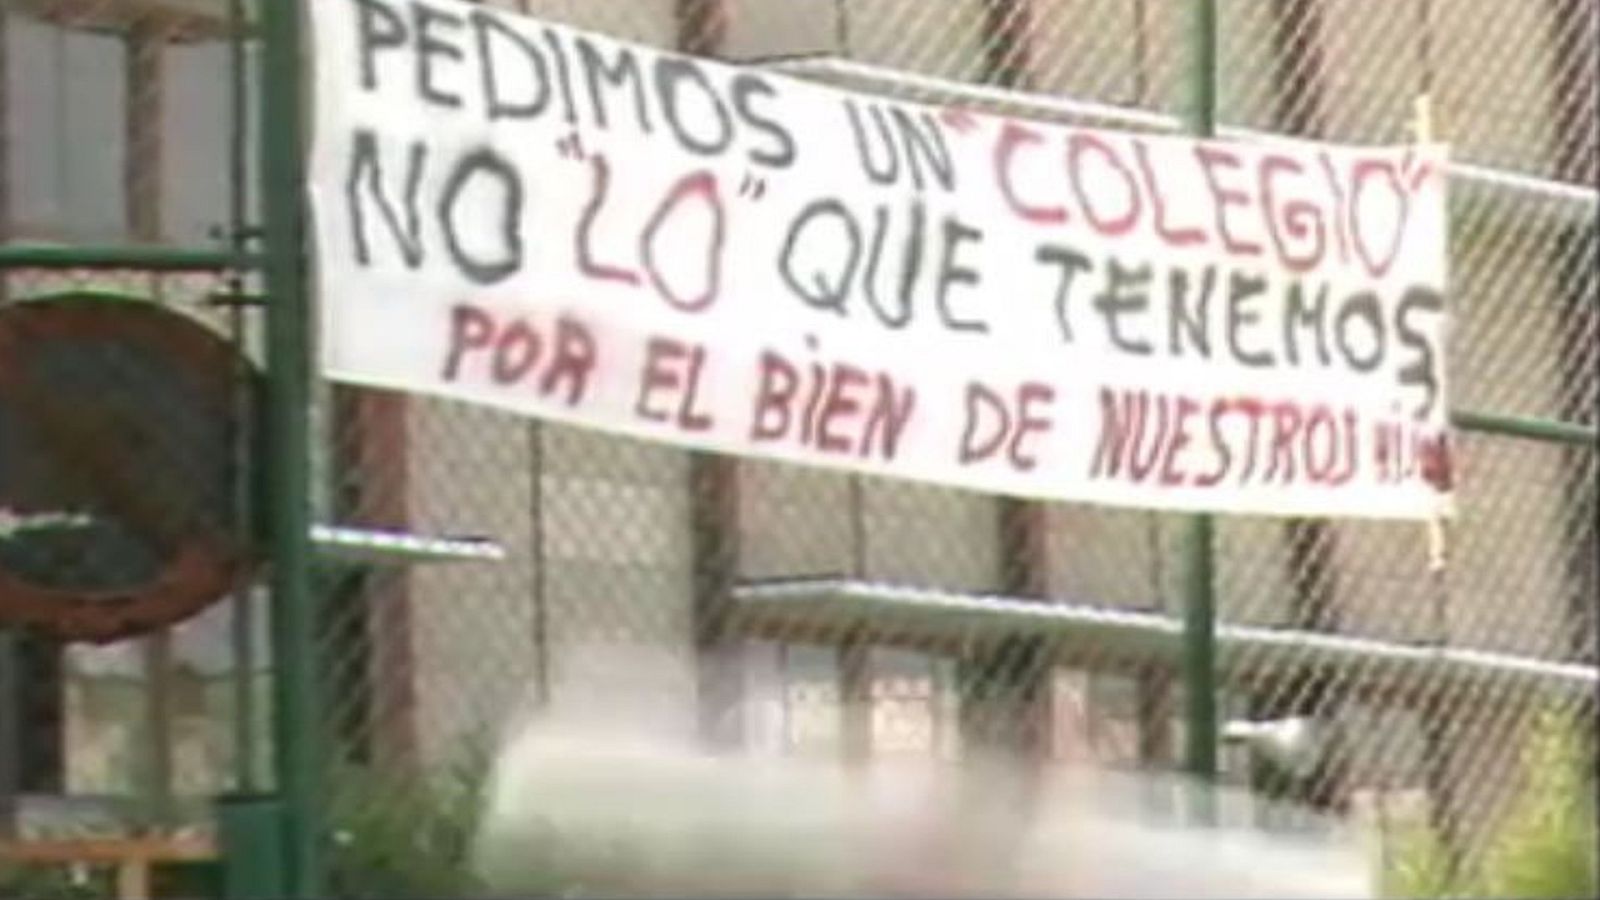 PEDIMOS UN "COLEGIO"
NO "LO" QUE TENEMOS,
POR EL BIEN DE NUESTROS